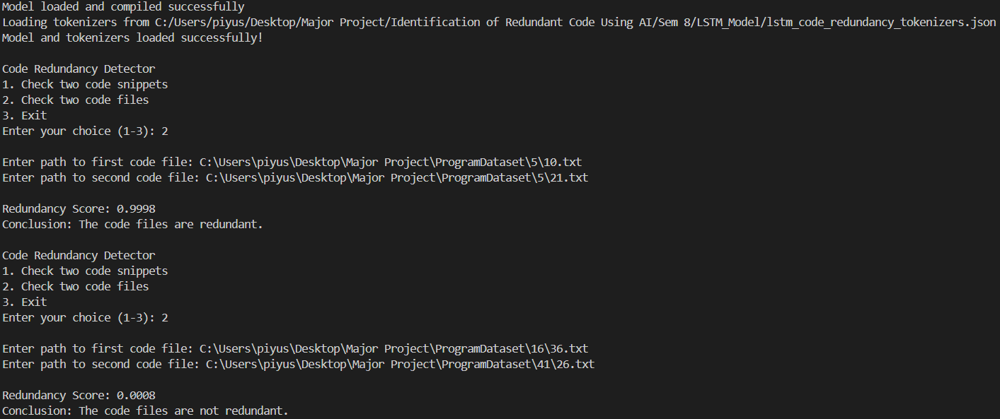 Model loaded and compiled successfully
Loading tokenizers from C:/Users/piyus/Desktop/Major Project/Identification of Redundant Code Using AI/Sem 8/LSTM_Model/lstm_code_redundancy_tokenizers.json
Model and tokenizers loaded successfully!
Code Redundancy Detector
1. Check two code snippets
2. Check two code files
3. Exit
Enter your choice (1-3): 2
Enter path to first code file: C:\Users\piyus\Desktop\Major Project\ProgramDataset\5\10.txt
Enter path to second code file: C:\Users\piyus\Desktop\Major Project\ProgramDataset\5\21.txt
Redundancy Score: 0.9998
Conclusion: The code files are redundant.
Code Redundancy Detector
1. Check two code snippets
2. Check two code files
3. Exit
Enter your choice (1-3): 2
Enter path to first code file: C:\Users\piyus\Desktop\Major Project\ProgramDataset\16\36.txt
Enter path to second code file: C:\Users\piyus\Desktop\Major Project\ProgramDataset\41\26.txt
Redundancy Score: 0.0008
Conclusion: The code files are not redundant.